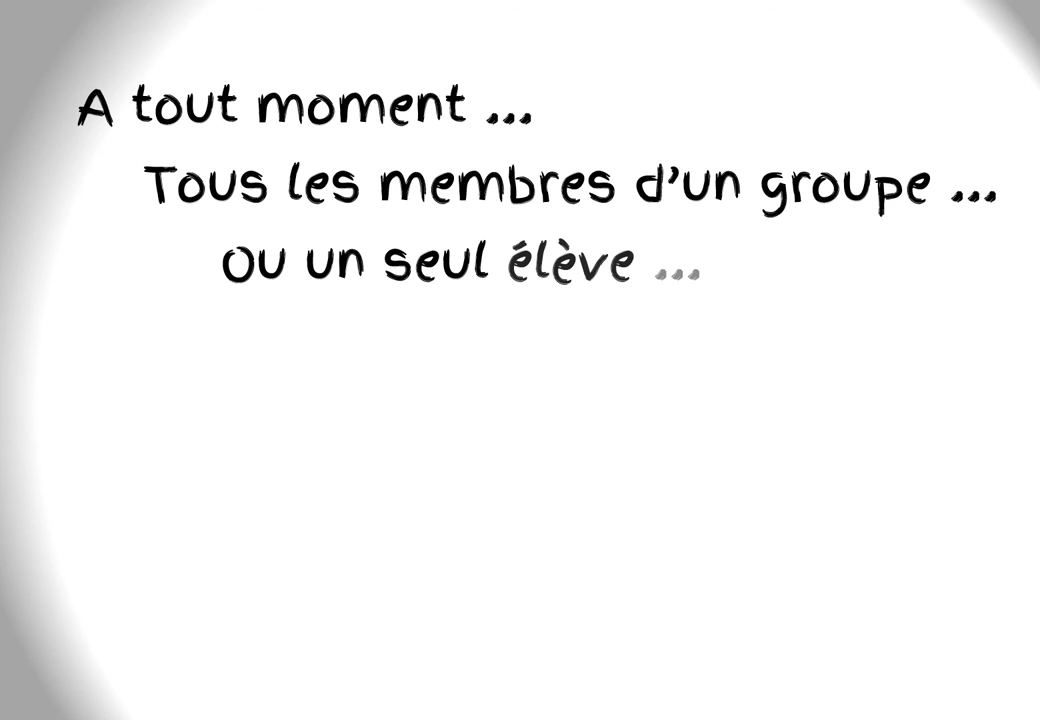 A tout moment ...
Tous les membres d'un groupe ...
Ou un seul élève ...